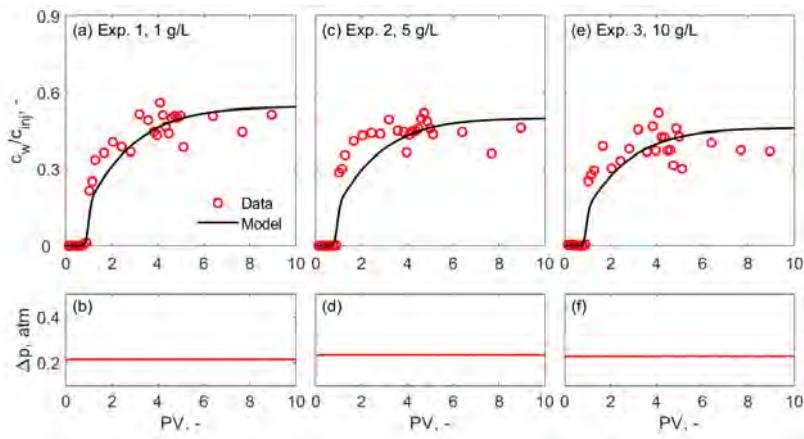 (a) Exp. 1, 1 g/L
(c) Exp. 2, 5 g/L
(e) Exp. 3, 10 g/L
0.9
0.6
0.3
0
c_w/c_inj, -
Data
Model
0 2 4 6 8 10
0 2 4 6 8 10
0 2 4 6 8 10
(b)
(d)
(f)
0.4
0.2
Δp, atm
0 2 4 6 8 10
0 2 4 6 8 10
0 2 4 6 8 10
PV, -
PV, -
PV, -